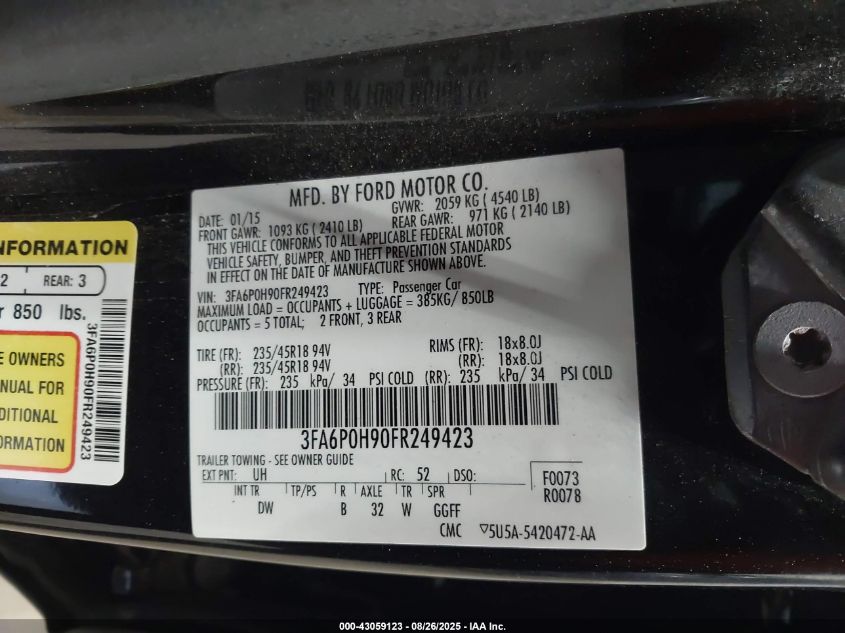 MFD. BY FORD MOTOR CO.
DATE: 01/15 GVWR: 2059 KG ( 4540 LB)
FRONT GAWR: 1093 KG ( 2410 LB) REAR GAWR: 971 KG ( 2140 LB)
THIS VEHICLE CONFORMS TO ALL APPLICABLE FEDERAL MOTOR
VEHICLE SAFETY, BUMPER, AND THEFT PREVENTION STANDARDS
IN EFFECT ON THE DATE OF MANUFACTURE SHOWN ABOVE.
VIN: 3FA6P0H90FR249423 TYPE: Passenger Car
MAXIMUM LOAD = OCCUPANTS + LUGGAGE = 385KG/ 850LB
OCCUPANTS = 5 TOTAL; 2 FRONT, 3 REAR
TIRE (FR): 235/45R18 94V RIMS (FR): 18x8.0J
(RR): 235/45R18 94V (RR): 18x8.0J
PRESSURE (FR): 235 kPa/ 34 PSI COLD (RR): 235 kPa/ 34 PSI COLD
3FA6P0H90FR249423
TRAILER TOWING - SEE OWNER GUIDE
EXT PNT: UH RC: 52 DSO: F0073
INT TR TP/PS R AXLE TR SPR R0078
DW B 32 W GGFF
CMC ▽5U5A-5420472-AA
NFORMATION
2 REAR: 3
r 850 lbs.
E OWNERS
ANUAL FOR
DDITIONAL
ORMATION
3FA6P0H90FR249423
000-43059123 - 08/26/2025 - IAA Inc.